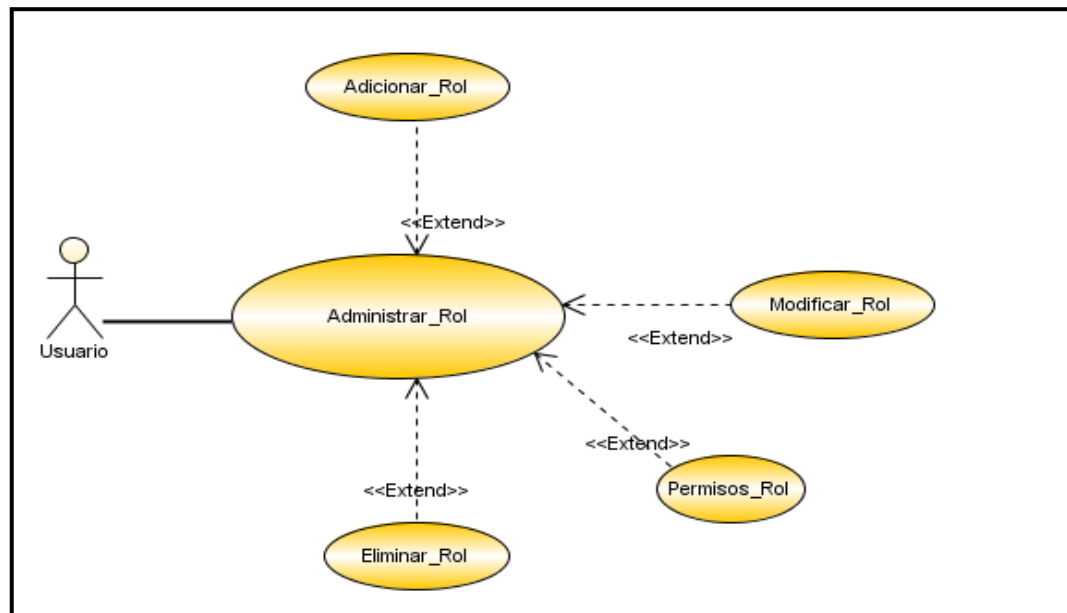 Adicionar_Rol
<<Extend>>
Administrar_Rol
Modificar_Rol
<<Extend>>
Usuario
<<Extend>>
Permisos_Rol
<<Extend>>
Eliminar_Rol